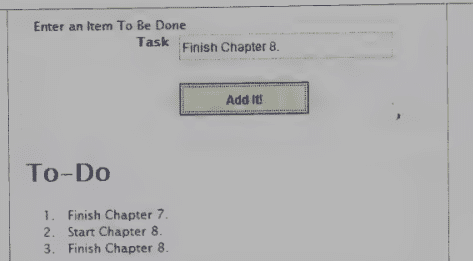 Enter an Item To Be Done
Task Finish Chapter 8.
Add It!
To-Do
1. Finish Chapter 7.
2. Start Chapter 8.
3. Finish Chapter 8.